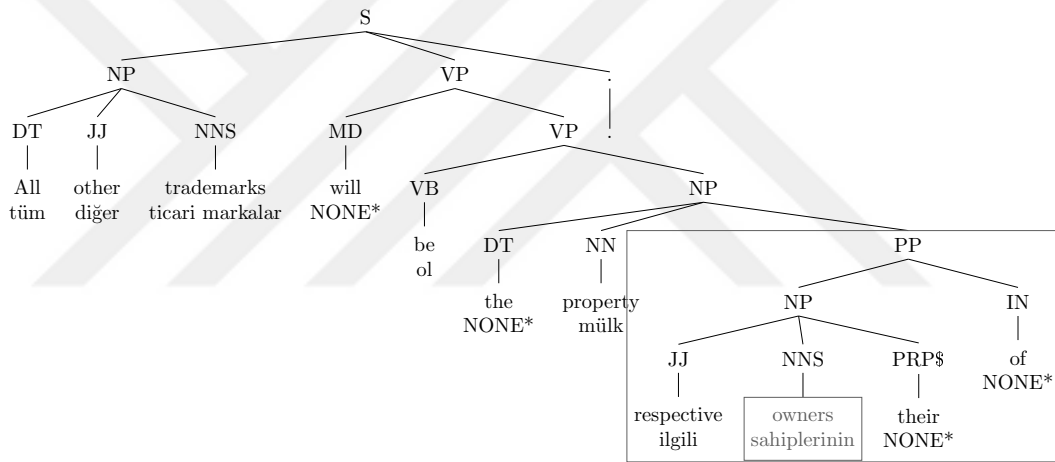 S
NP VP .
DT JJ NNS MD VP .
All other trademarks will VB NP
tüm diğer ticari markalar NONE*
be DT NN PP
ol
the property NP IN
NONE* mülk
JJ NNS PRP$ of
NONE*
respective owners their
ilgili sahiplerinin NONE*